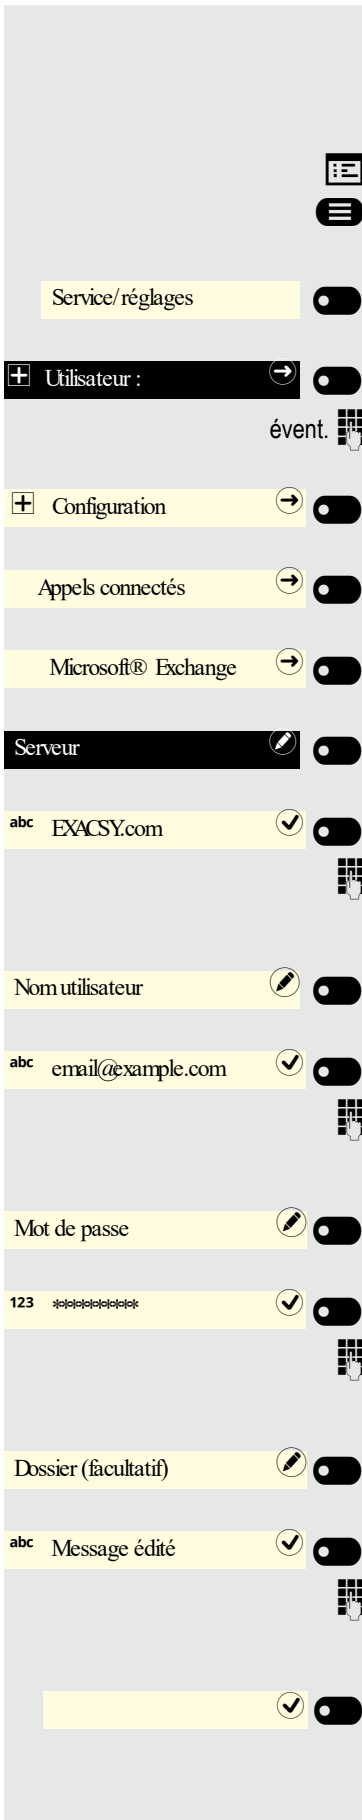 Service/réglages
Utilisateur :
évent.
Configuration
Appels connectés
Microsoft® Exchange
Serveur
abc EXACSY.com
Nom utilisateur
abc email@example.com
Mot de passe
123 **********
Dossier (facultatif)
abc Message édité